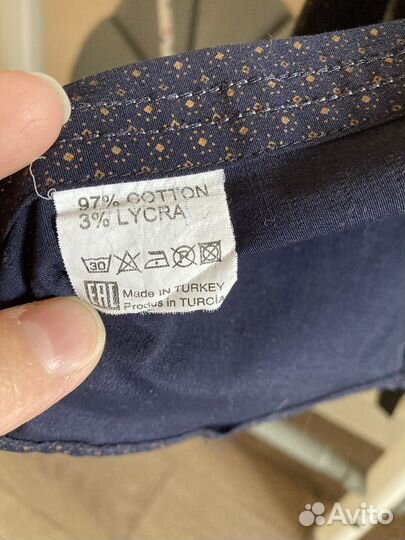 97% COTTON
3% LYCRA
30
EAC Made in TURKEY
Produs in TURCIA
Avito